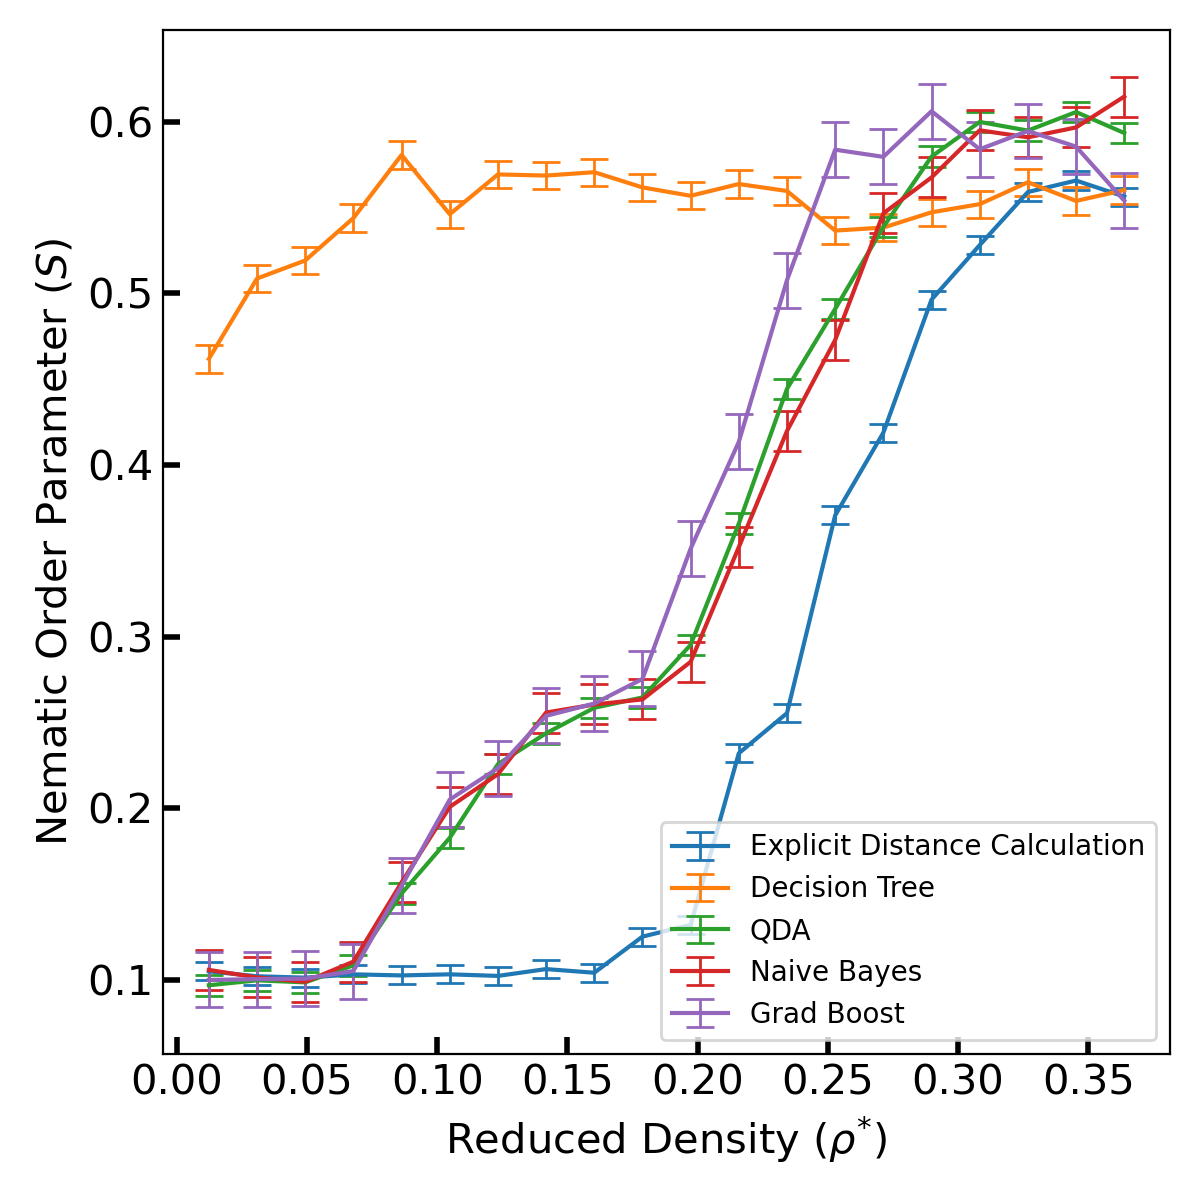 Nematic Order Parameter (S)
0.6
0.5
0.4
0.3
0.2
0.1
Explicit Distance Calculation
Decision Tree
QDA
Naive Bayes
Grad Boost
0.00 0.05 0.10 0.15 0.20 0.25 0.30 0.35
Reduced Density (ρ*)